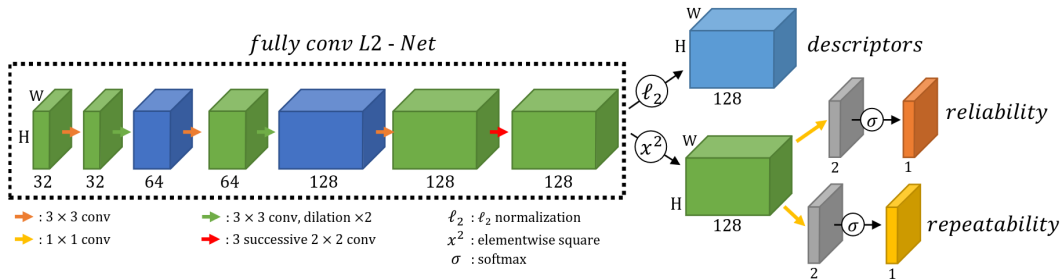 fully conv L2 - Net
W
H
32
32
64
64
128
128
128
ℓ₂
x²
W
H
128
descriptors
W
H
128
2
σ
1
reliability
2
σ
1
repeatability
: 3 × 3 conv
: 1 × 1 conv
: 3 × 3 conv, dilation ×2
: 3 successive 2 × 2 conv
ℓ₂ : ℓ₂ normalization
x² : elementwise square
σ : softmax